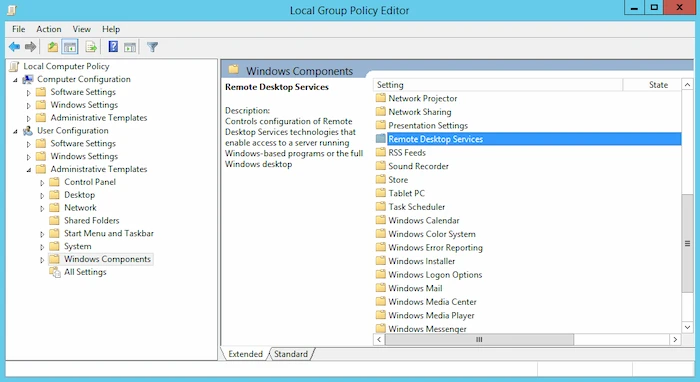 Local Group Policy Editor
File Action View Help
Local Computer Policy
Computer Configuration
Software Settings
Windows Settings
Administrative Templates
User Configuration
Software Settings
Windows Settings
Administrative Templates
Control Panel
Desktop
Network
Shared Folders
Start Menu and Taskbar
System
Windows Components
All Settings
Windows Components
Remote Desktop Services
Description:
Controls configuration of Remote
Desktop Services technologies that
enable access to a server running
Windows-based programs or the full
Windows desktop
Setting State
Network Projector
Network Sharing
Presentation Settings
Remote Desktop Services
RSS Feeds
Sound Recorder
Store
Tablet PC
Task Scheduler
Windows Calendar
Windows Color System
Windows Error Reporting
Windows Installer
Windows Logon Options
Windows Mail
Windows Media Center
Windows Media Player
Windows Messenger
Extended Standard